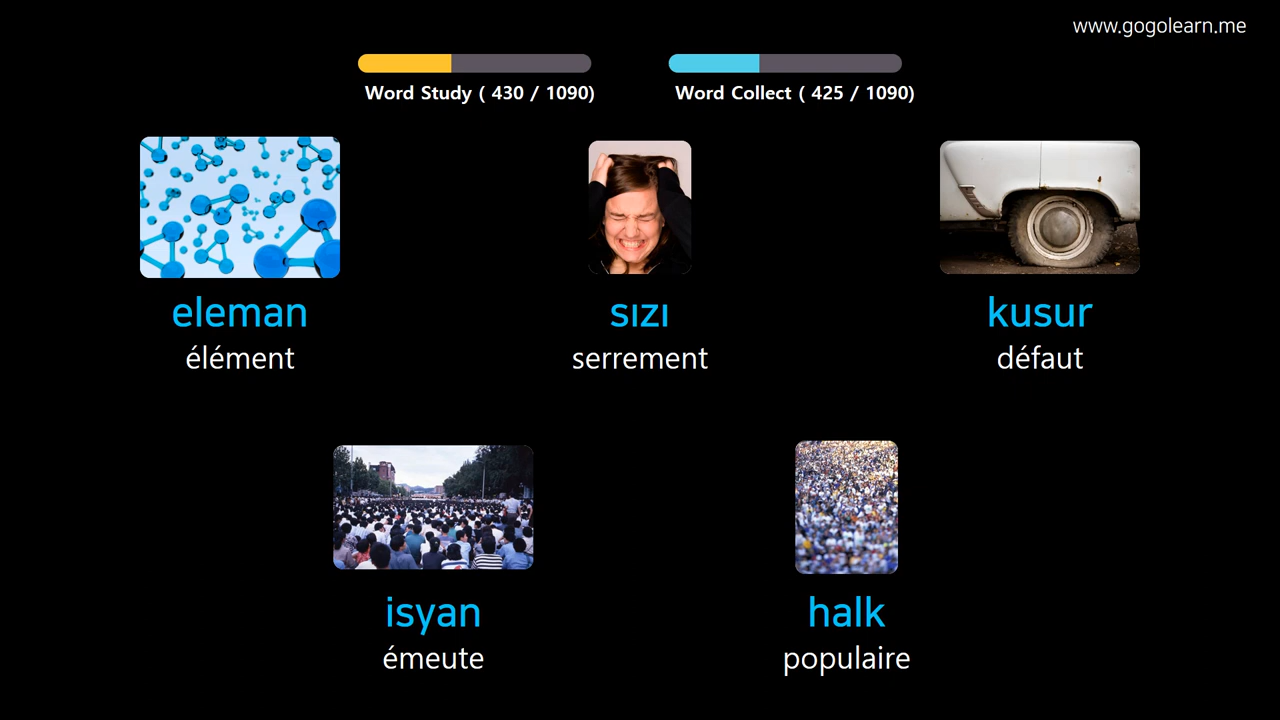 www.gogolearn.me
Word Study ( 430 / 1090)
Word Collect ( 425 / 1090)
eleman
élément
sızı
serrement
kusur
défaut
isyan
émeute
halk
populaire